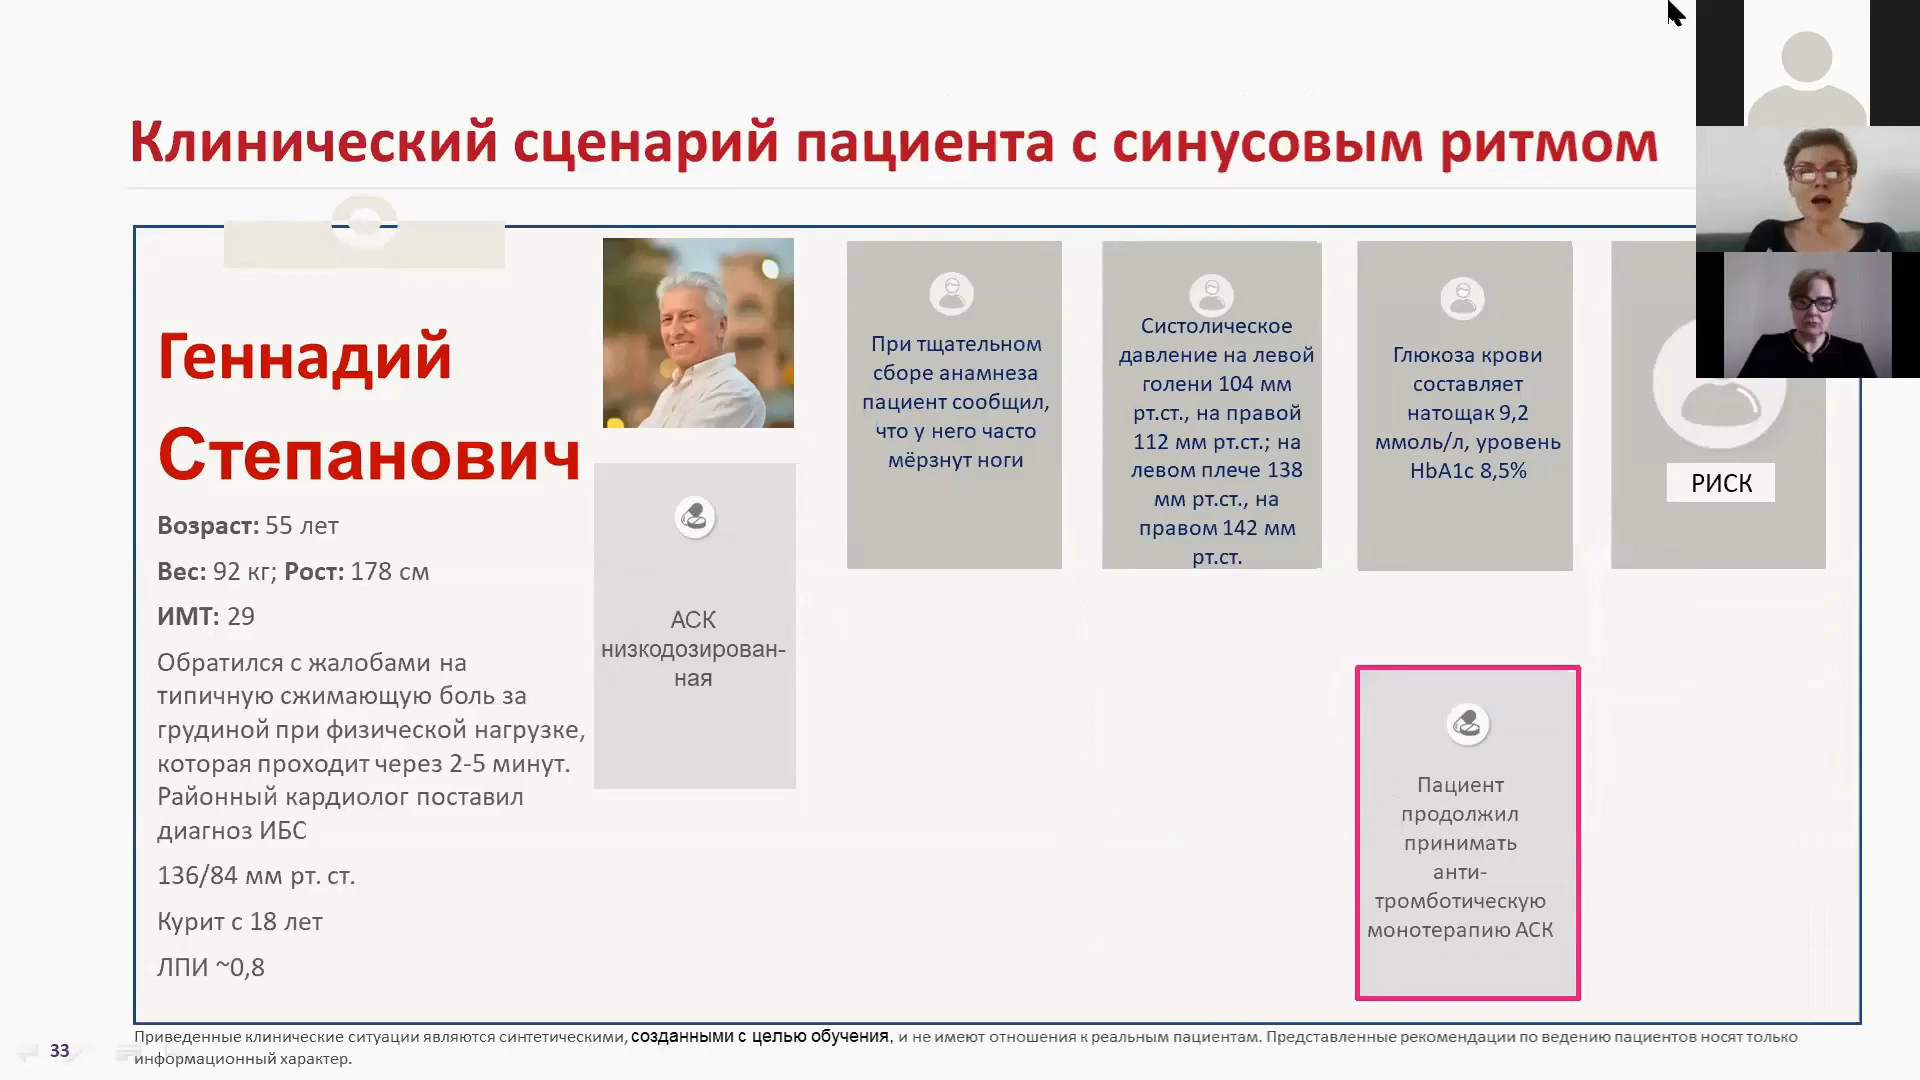 Клинический сценарий пациента с синусовым ритмом
Геннадий
Степанович
Возраст: 55 лет
Вес: 92 кг; Рост: 178 см
ИМТ: 29
Обратился с жалобами на
типичную сжимающую боль за
грудиной при физической нагрузке,
которая проходит через 2-5 минут.
Районный кардиолог поставил
диагноз ИБС
136/84 мм рт. ст.
Курит с 18 лет
ЛПИ ~0,8
АСК
низкодозирован-
ная
При тщательном
сборе анамнеза
пациент сообщил,
что у него часто
мёрзнут ноги
Систолическое
давление на левой
голени 104 мм
рт.ст., на правой
112 мм рт.ст.; на
левом плече 138
мм рт.ст., на
правом 142 мм
рт.ст.
Глюкоза крови
составляет
натощак 9,2
ммоль/л, уровень
HbA1c 8,5%
РИСК
Пациент
продолжил
принимать
анти-
тромботическую
монотерапию АСК
Приведенные клинические ситуации являются синтетическими, созданными с целью обучения, и не имеют отношения к реальным пациентам. Представленные рекомендации по ведению пациентов носят только
информационный характер.
33